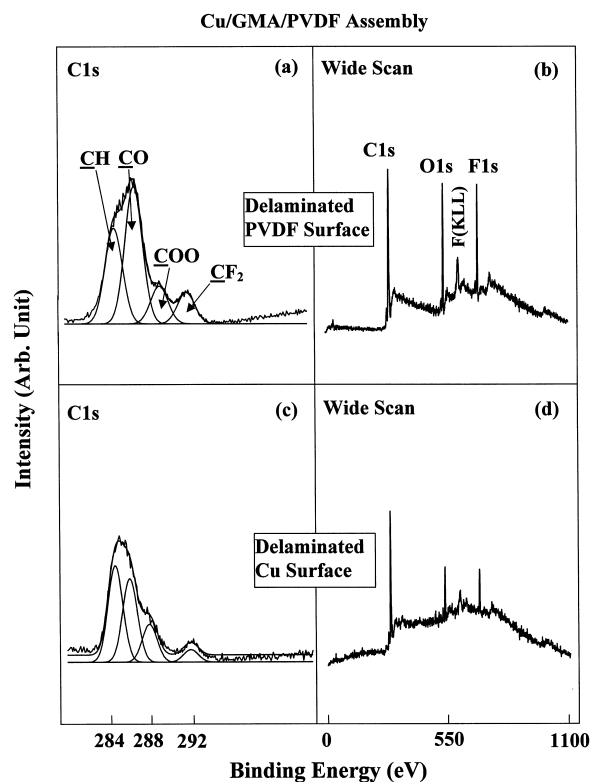 Cu/GMA/PVDF Assembly
C1s
(a)
Wide Scan
(b)
CH
CO
COO
CF₂
C1s
O1s
F1s
F(KLL)
Delaminated
PVDF Surface
C1s
(c)
Wide Scan
(d)
Delaminated
Cu Surface
Intensity (Arb. Unit)
284
288
292
0
550
1100
Binding Energy (eV)